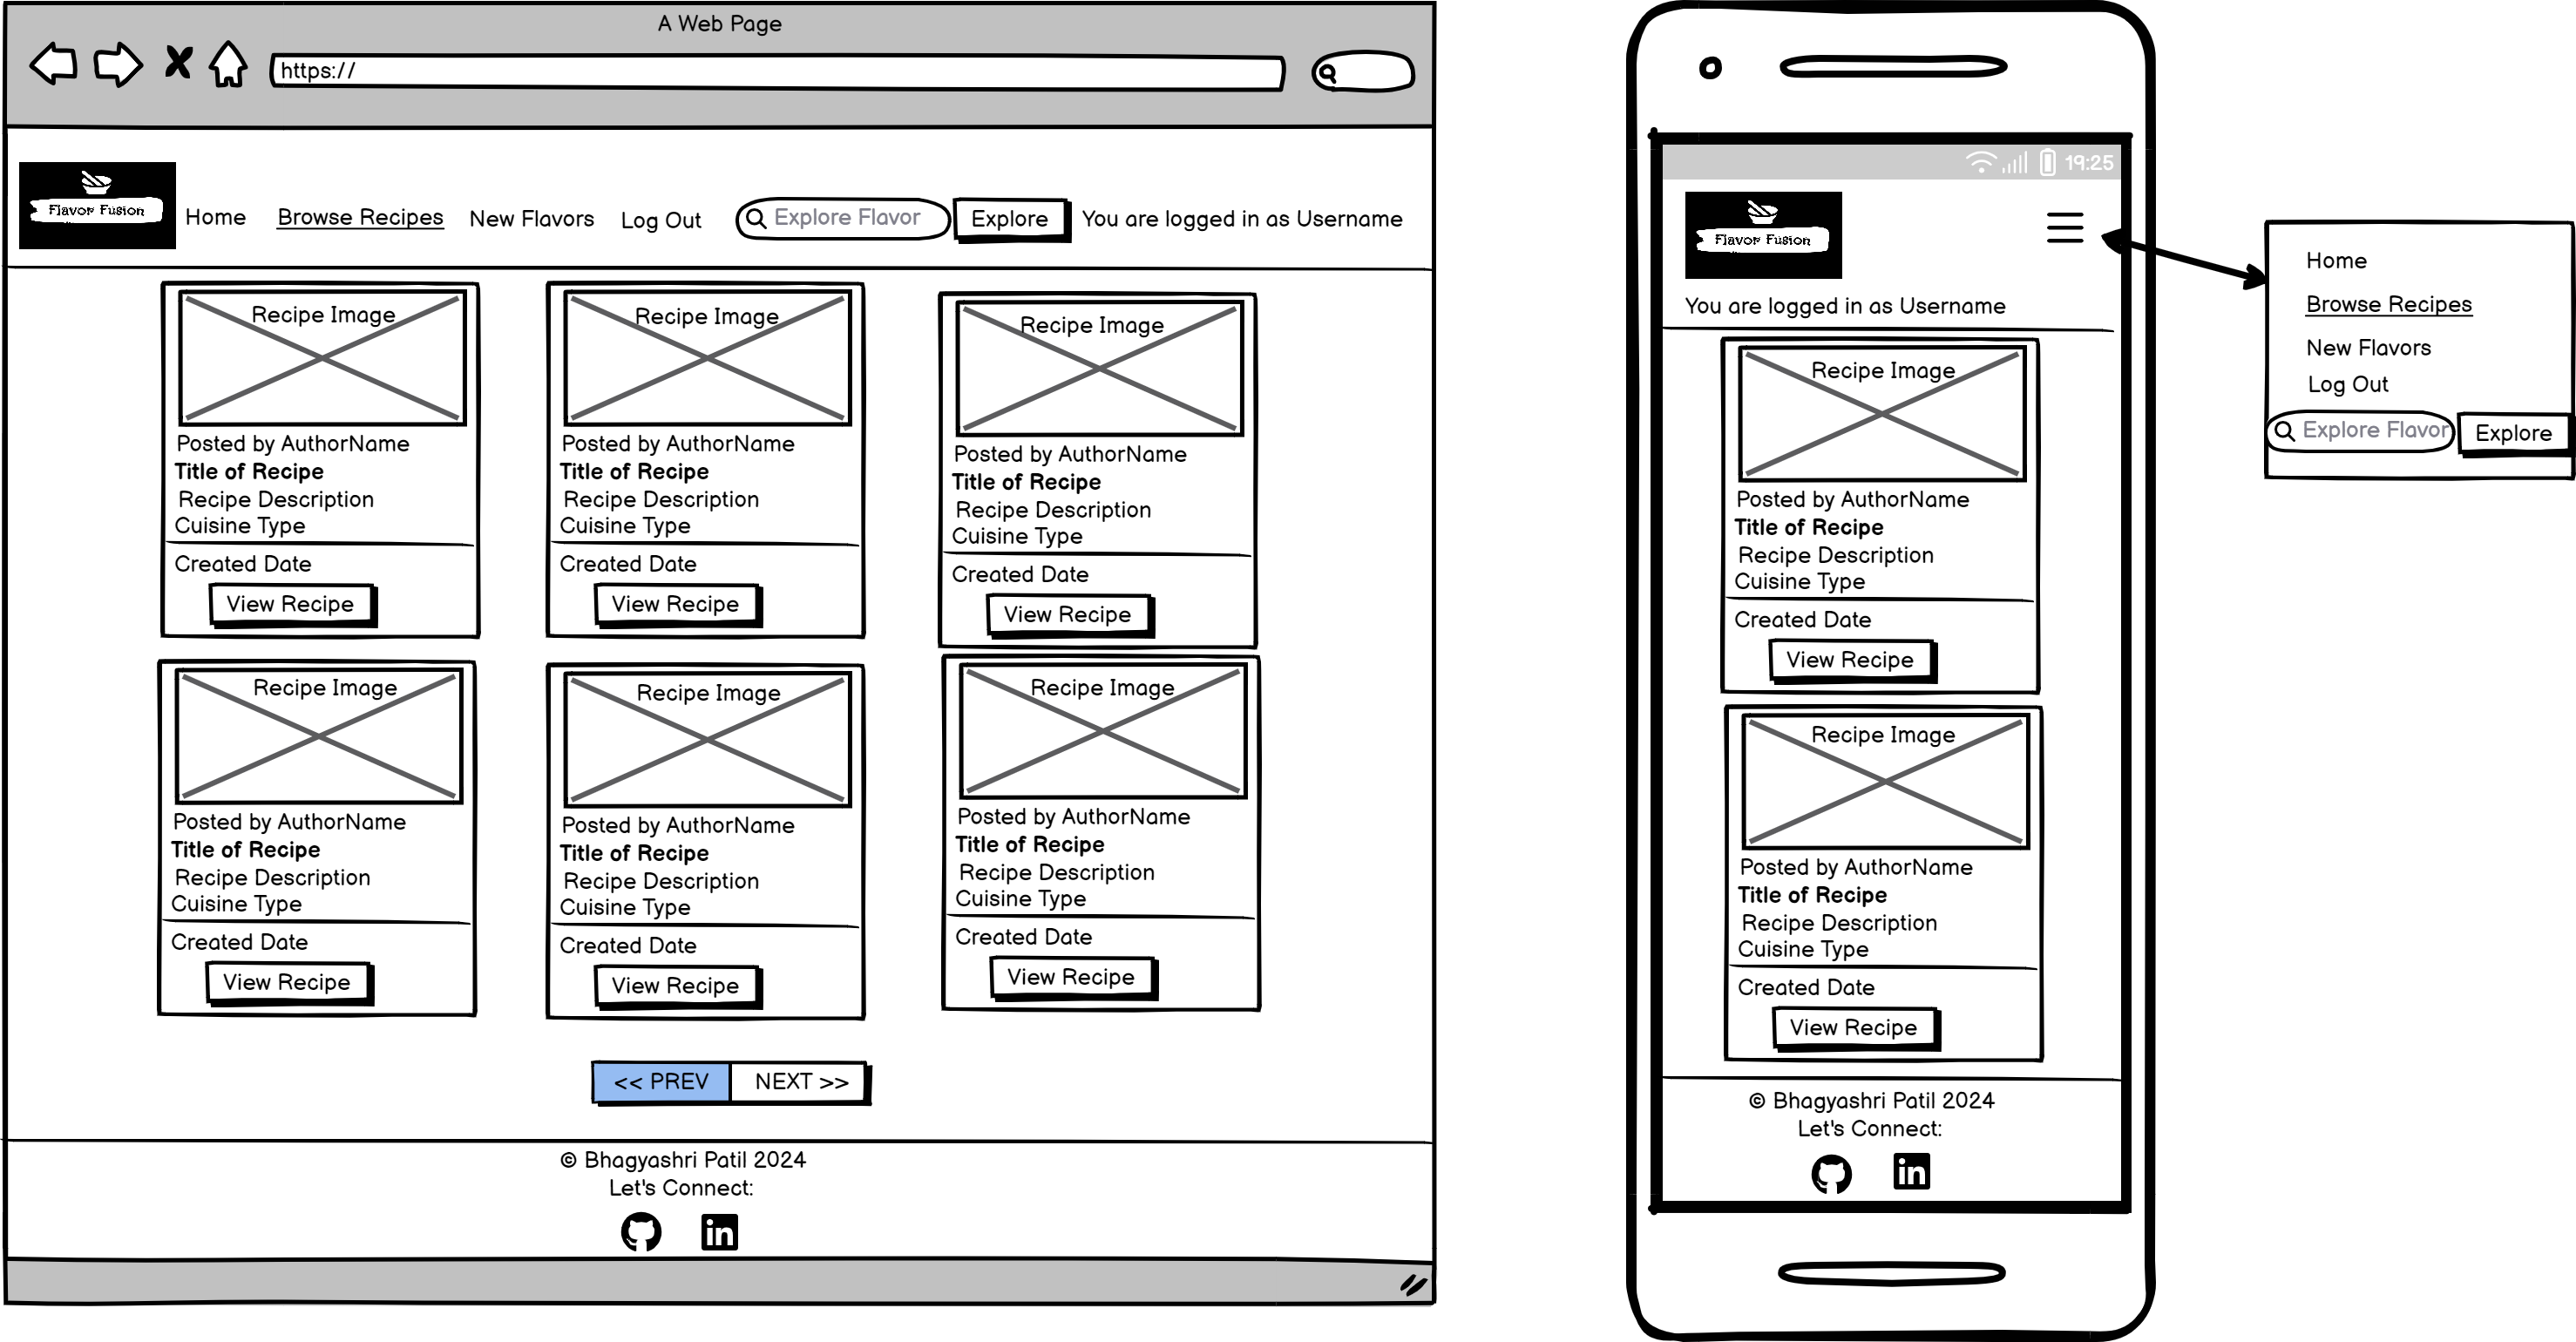 A Web Page
https://
Flavor Fusion
Home Browse Recipes New Flavors Log Out Explore Flavor Explore You are logged in as Username
Recipe Image
Posted by AuthorName
Title of Recipe
Recipe Description
Cuisine Type
Created Date
View Recipe
Recipe Image
Posted by AuthorName
Title of Recipe
Recipe Description
Cuisine Type
Created Date
View Recipe
Recipe Image
Posted by AuthorName
Title of Recipe
Recipe Description
Cuisine Type
Created Date
View Recipe
Recipe Image
Posted by AuthorName
Title of Recipe
Recipe Description
Cuisine Type
Created Date
View Recipe
Recipe Image
Posted by AuthorName
Title of Recipe
Recipe Description
Cuisine Type
Created Date
View Recipe
Recipe Image
Posted by AuthorName
Title of Recipe
Recipe Description
Cuisine Type
Created Date
View Recipe
<< PREV NEXT >>
© Bhagyashri Patil 2024
Let's Connect:
in
19:25
Flavor Fusion
You are logged in as Username
Recipe Image
Posted by AuthorName
Title of Recipe
Recipe Description
Cuisine Type
Created Date
View Recipe
Recipe Image
Posted by AuthorName
Title of Recipe
Recipe Description
Cuisine Type
Created Date
View Recipe
© Bhagyashri Patil 2024
Let's Connect:
in
Home
Browse Recipes
New Flavors
Log Out
Explore Flavor Explore